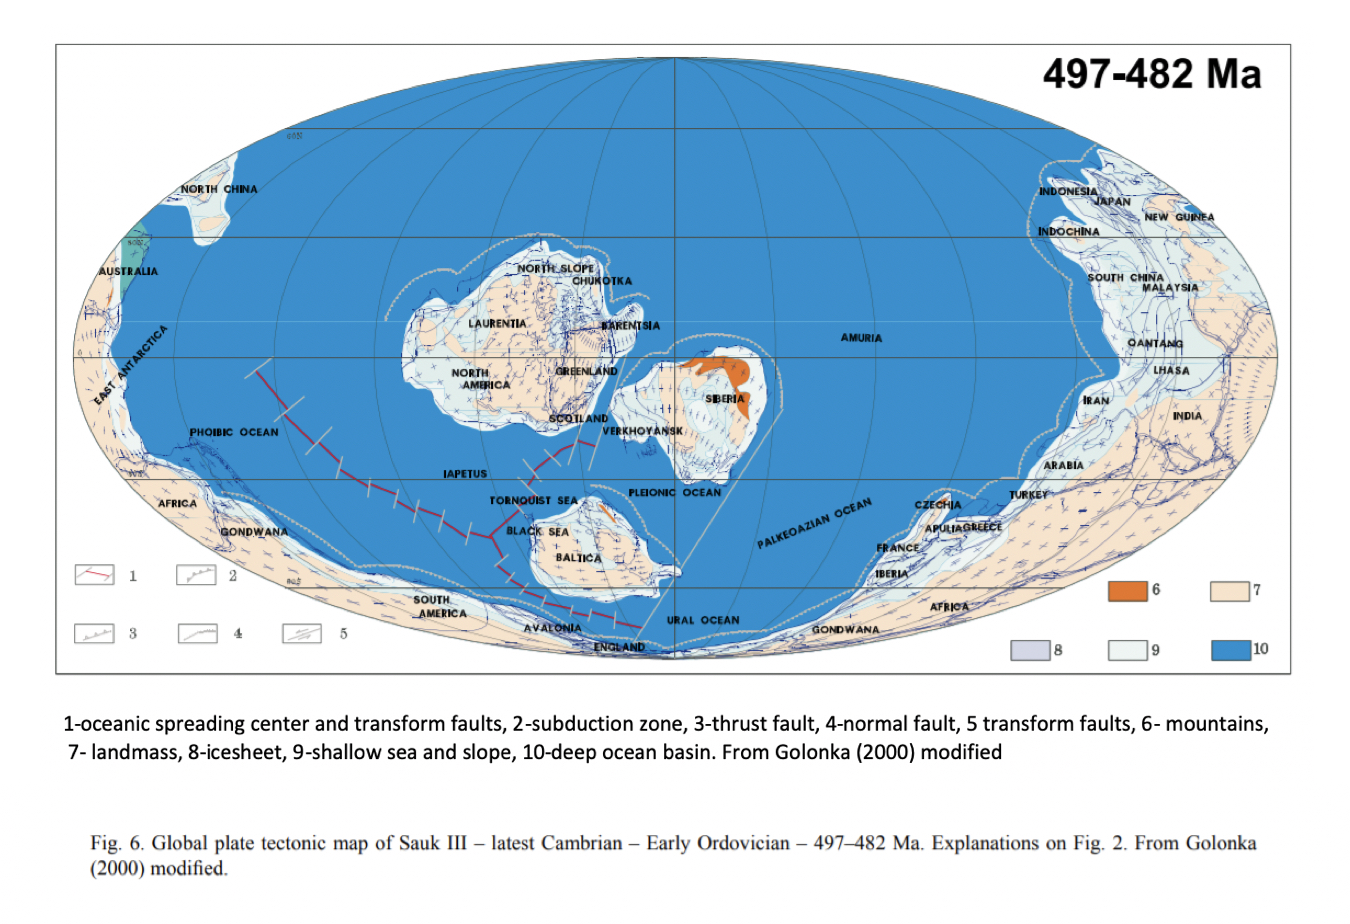 497-482 Ma
60N
NORTH CHINA
INDONESIA
JAPAN
NEW GUINEA
INDOCHINA
30N
AUSTRALIA
NORTH SLOPE
CHUKOTKA
SOUTH CHINA
MALAYSIA
LAURENTIA
BARENTSIA
AMURIA
QANTANG
0
EAST ANTARCTICA
NORTH
AMERICA
GREENLAND
LHASA
SIBERIA
IRAN
INDIA
SCOTLAND
VERKHOYANSK
PHOIBIC OCEAN
IAPETUS
ARABIA
PLEIONIC OCEAN
TURKEY
AFRICA
TORNQUIST SEA
CZECHIA
PALKEOAZIAN OCEAN
GONDWANA
BLACK SEA
APULIA
GREECE
BALTICA
FRANCE
IBERIA
1
2
60S
6
7
SOUTH
AMERICA
AFRICA
3
4
5
AVALONIA
URAL OCEAN
GONDWANA
ENGLAND
8
9
10
1-oceanic spreading center and transform faults, 2-subduction zone, 3-thrust fault, 4-normal fault, 5 transform faults, 6- mountains,
7- landmass, 8-icesheet, 9-shallow sea and slope, 10-deep ocean basin. From Golonka (2000) modified
Fig. 6. Global plate tectonic map of Sauk III – latest Cambrian – Early Ordovician – 497–482 Ma. Explanations on Fig. 2. From Golonka
(2000) modified.